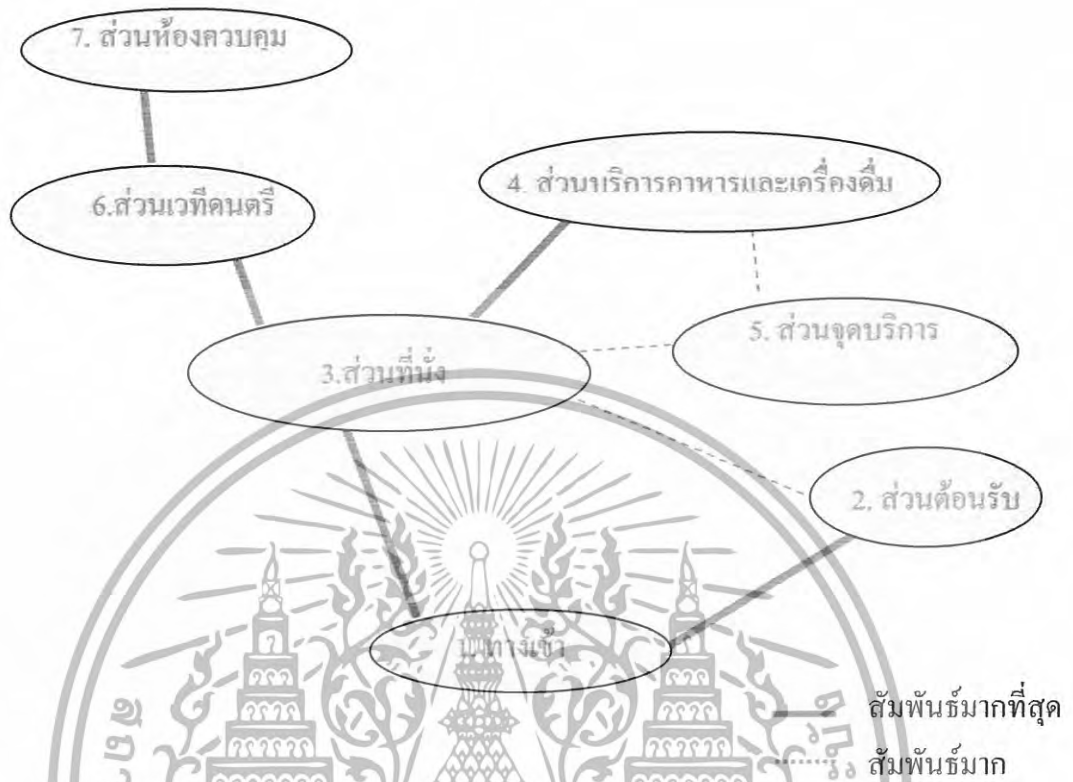 7. ส่วนห้องควบคุม
4. ส่วนบริการอาหารและเครื่องดื่ม
6.ส่วนเวทีดนตรี
5. ส่วนจุดบริการ
3.ส่วนที่นั่ง
2. ส่วนต้อนรับ
1. ทางเข้า
สัมพันธ์มากที่สุด
สัมพันธ์มาก